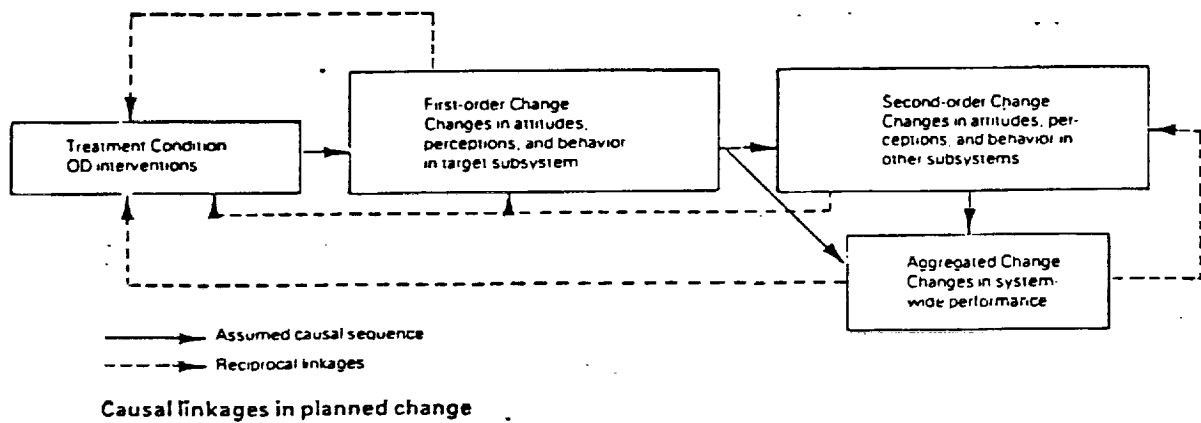 Treatment Condition
OD interventions
First-order Change
Changes in attitudes,
perceptions, and behavior
in target subsystem
Second-order Change
Changes in attitudes, per-
ceptions, and behavior in
other subsystems
Aggregated Change
Changes in system-
wide performance
Assumed causal sequence
Reciprocal linkages
Causal linkages in planned change